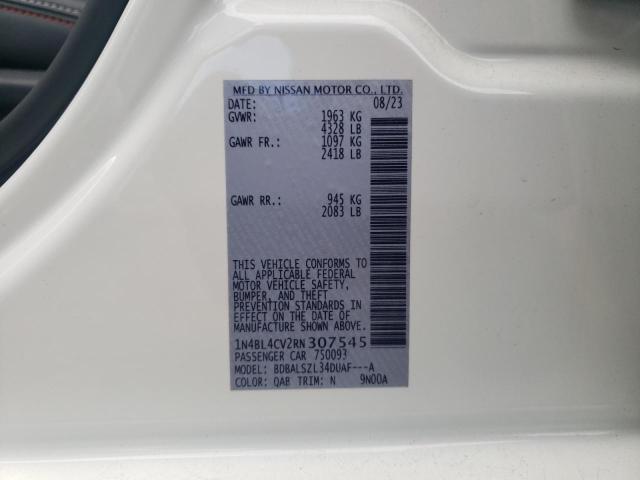 MFD BY NISSAN MOTOR CO., LTD.
DATE: 08/23
GVWR: 1963 KG
4328 LB
GAWR FR.: 1097 KG
2418 LB
GAWR RR.: 945 KG
2083 LB
THIS VEHICLE CONFORMS TO
ALL APPLICABLE FEDERAL
MOTOR VEHICLE SAFETY,
BUMPER, AND THEFT
PREVENTION STANDARDS IN
EFFECT ON THE DATE OF
MANUFACTURE SHOWN ABOVE.
1N4BL4CV2RN307545
PASSENGER CAR 750093
MODEL: BDBALSZL34DUAF---A
COLOR: QAB TRIM: N 9N00A